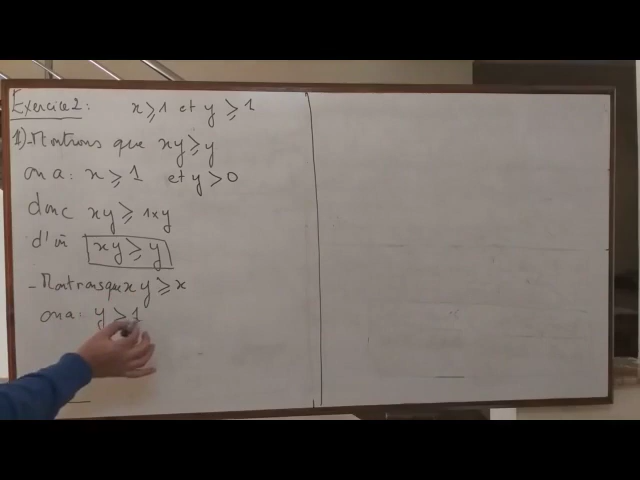 Exercice 2 : x ⩾ 1 et y ⩾ 1
1)-Montrons que xy ⩾ y
on a : x ⩾ 1 et y > 0
donc xy ⩾ 1×y
d'où xy ⩾ y
- Montrons que xy ⩾ x
on a : y ⩾ 1